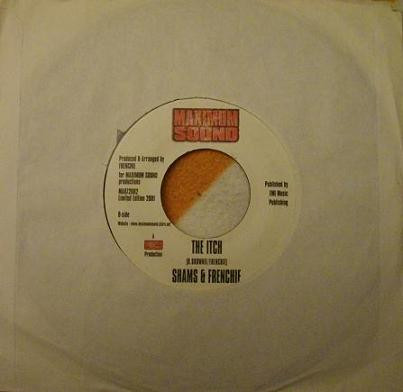 MAXIMUM
SOUND
Produced & Arranged by
FRENCHIE
for MAXIMUM SOUND
productions
Limited Edition 2001
B-side
Published by
EMI Music
Publishing
A
Production
THE ITCH
SHAMS & FRENCHIE